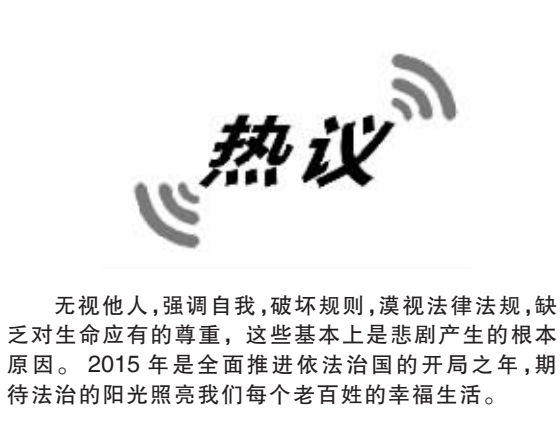 热议
无视他人,强调自我,破坏规则,漠视法律法规,缺
乏对生命应有的尊重，这些基本上是悲剧产生的根本
原因。 2015 年是全面推进依法治国的开局之年,期
待法治的阳光照亮我们每个老百姓的幸福生活。